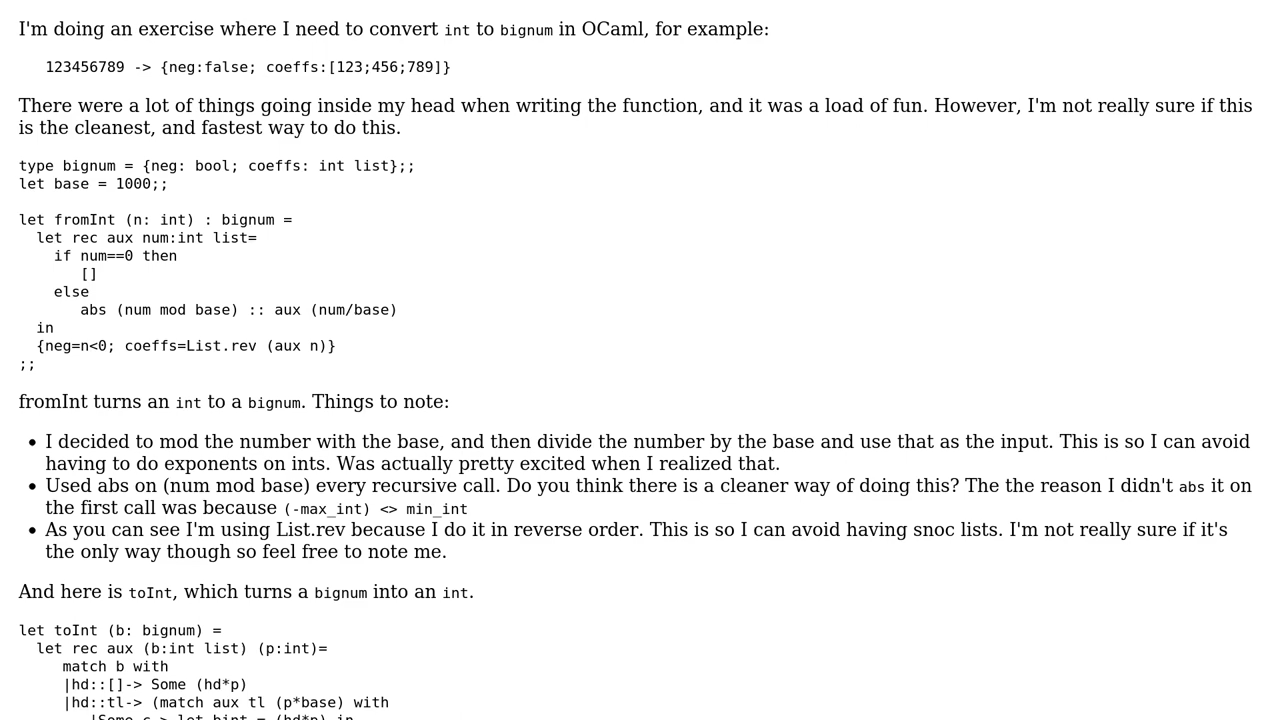 I'm doing an exercise where I need to convert int to bignum in OCaml, for example:
123456789 -> {neg:false; coeffs:[123;456;789]}
There were a lot of things going inside my head when writing the function, and it was a load of fun. However, I'm not really sure if this
is the cleanest, and fastest way to do this.
type bignum = {neg: bool; coeffs: int list};;
let base = 1000;;
let fromInt (n: int) : bignum =
  let rec aux num:int list=
    if num==0 then
       []
    else
       abs (num mod base) :: aux (num/base)
  in
  {neg=n<0; coeffs=List.rev (aux n)}
;;
fromInt turns an int to a bignum. Things to note:
• I decided to mod the number with the base, and then divide the number by the base and use that as the input. This is so I can avoid
having to do exponents on ints. Was actually pretty excited when I realized that.
• Used abs on (num mod base) every recursive call. Do you think there is a cleaner way of doing this? The the reason I didn't abs it on
the first call was because (-max_int) <> min_int
• As you can see I'm using List.rev because I do it in reverse order. This is so I can avoid having snoc lists. I'm not really sure if it's
the only way though so feel free to note me.
And here is toInt, which turns a bignum into an int.
let toInt (b: bignum) =
  let rec aux (b:int list) (p:int)=
     match b with
     |hd::[]-> Some (hd*p)
     |hd::tl-> (match aux tl (p*base) with
        |Some c-> let bint = (hd*p) in